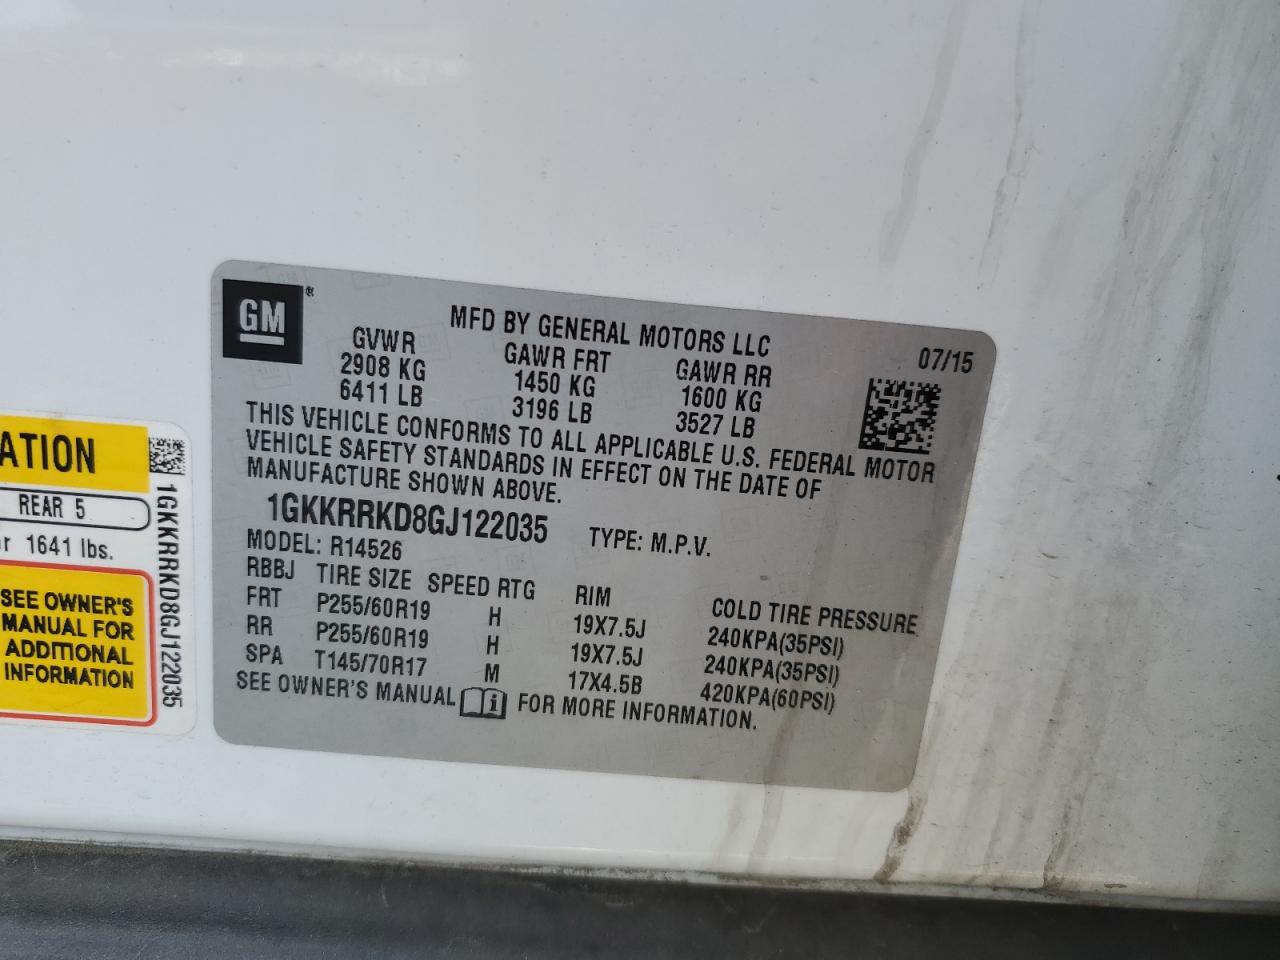 GM ®
MFD BY GENERAL MOTORS LLC
07/15
GVWR GAWR FRT GAWR RR
2908 KG 1450 KG 1600 KG
6411 LB 3196 LB 3527 LB
THIS VEHICLE CONFORMS TO ALL APPLICABLE U.S. FEDERAL MOTOR
VEHICLE SAFETY STANDARDS IN EFFECT ON THE DATE OF
MANUFACTURE SHOWN ABOVE.
1GKKRRKD8GJ122035 TYPE: M.P.V.
MODEL: R14526
RBBJ TIRE SIZE SPEED RTG RIM COLD TIRE PRESSURE
FRT P255/60R19 H 19X7.5J 240KPA(35PSI)
RR P255/60R19 H 19X7.5J 240KPA(35PSI)
SPA T145/70R17 M 17X4.5B 420KPA(60PSI)
SEE OWNER'S MANUAL i FOR MORE INFORMATION.
ATION
REAR 5
r 1641 lbs.
SEE OWNER'S
MANUAL FOR
ADDITIONAL
INFORMATION
1GKKRRKD8GJ122035